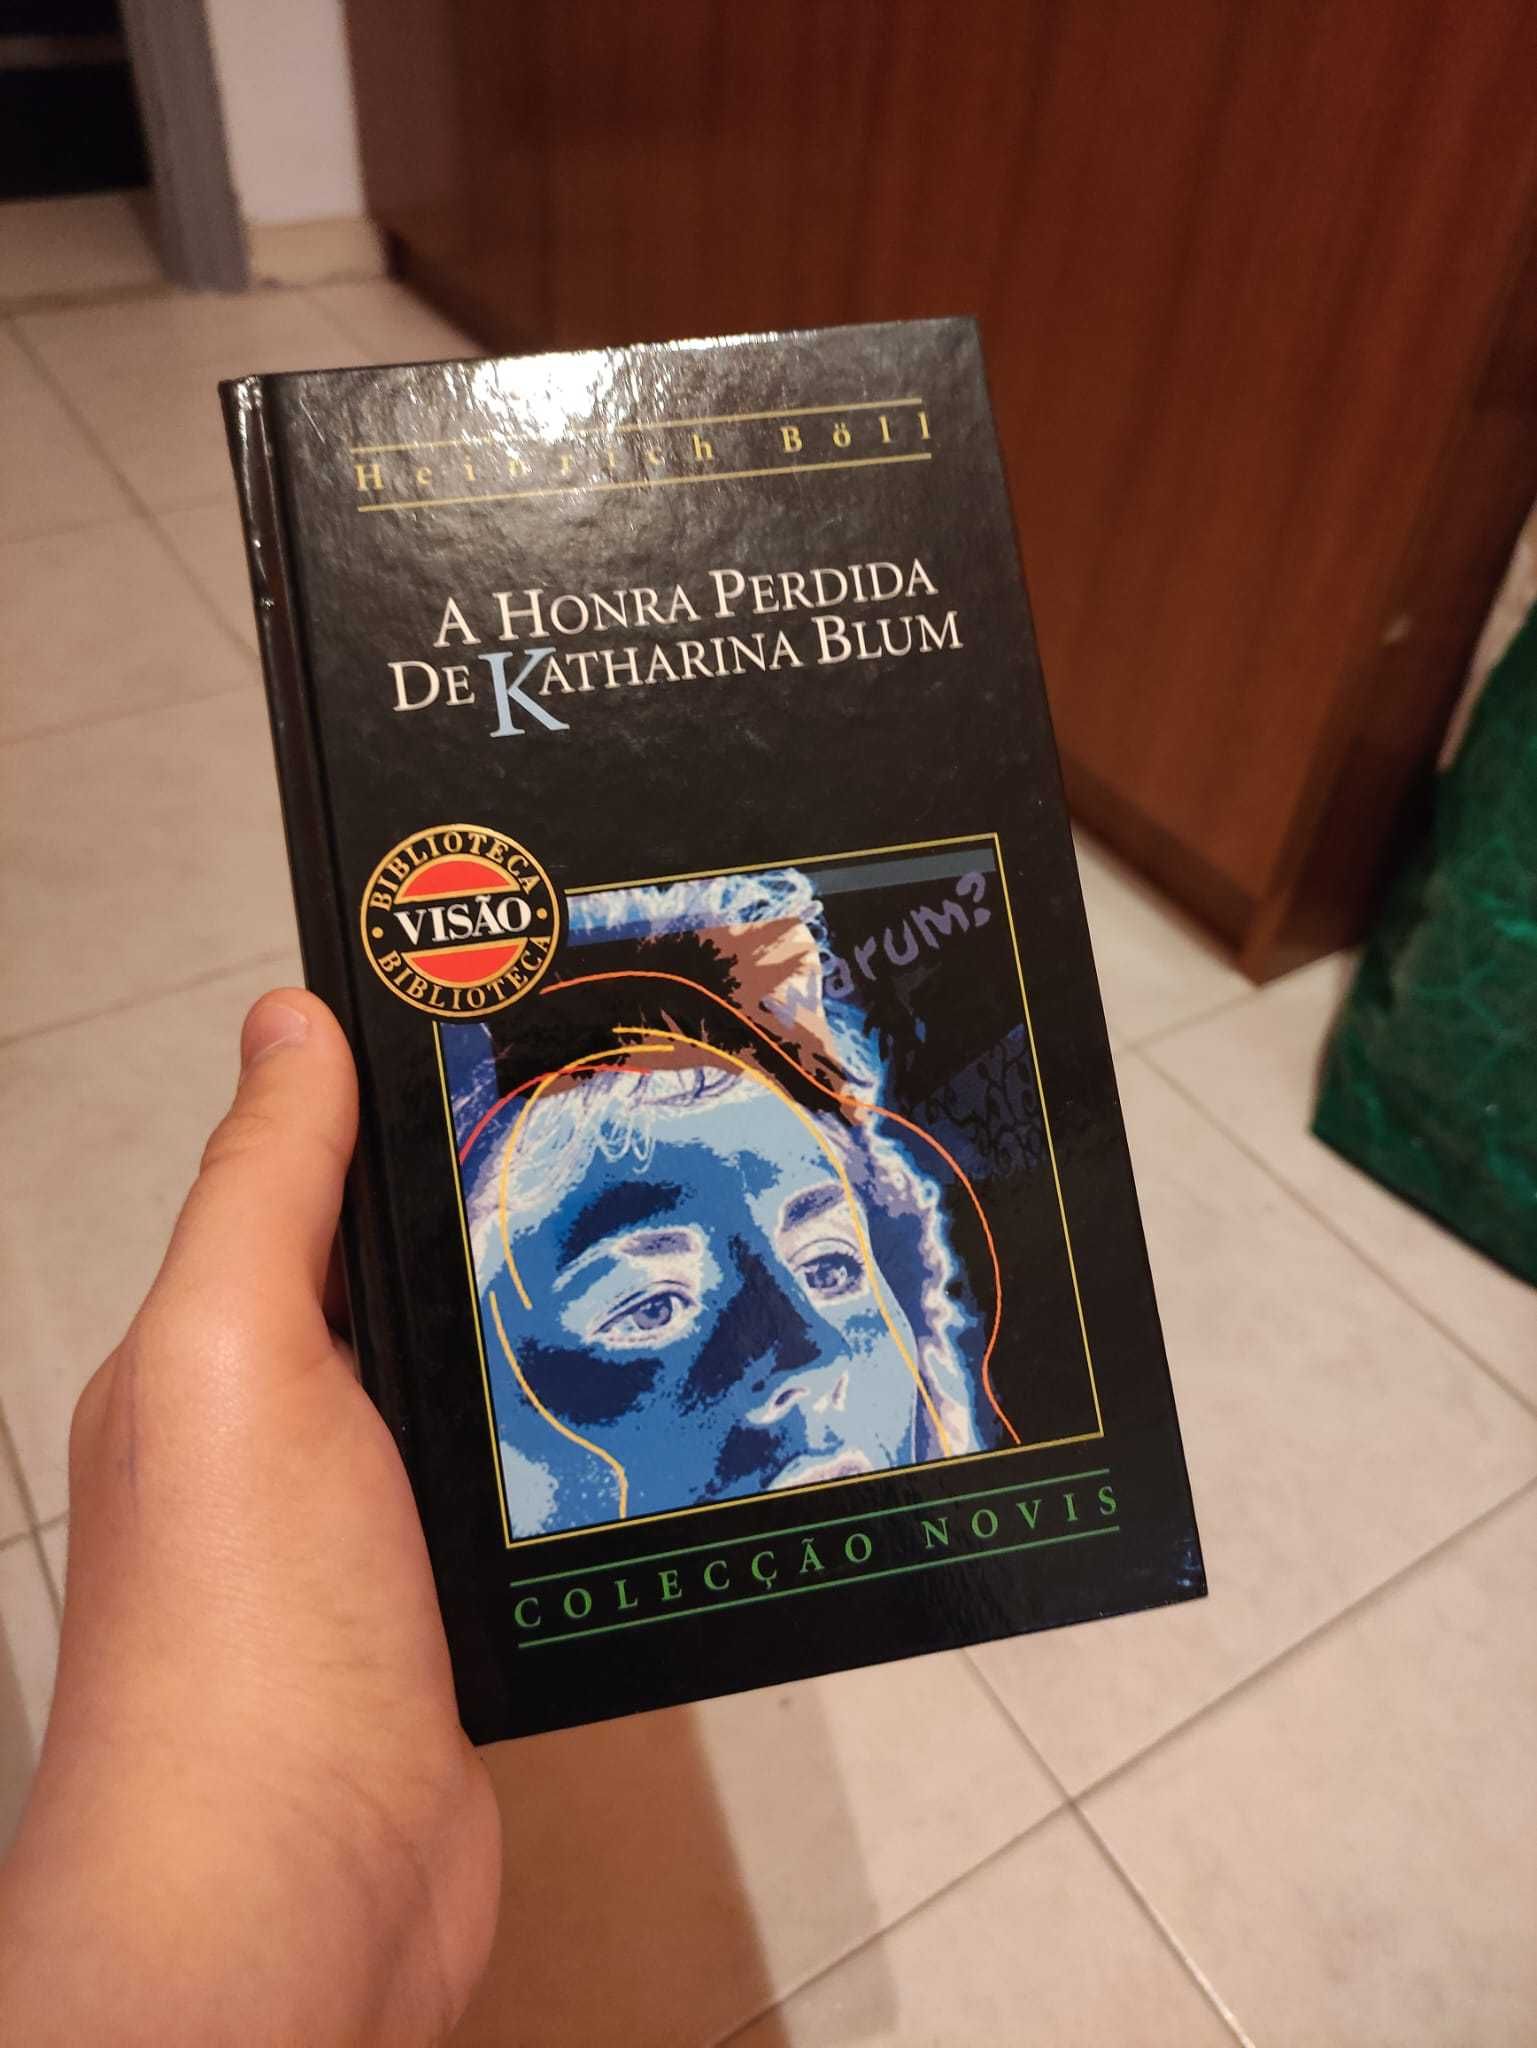 Heinrich Böll
A HONRA PERDIDA
DE KATHARINA BLUM
BIBLIOTECA
VISÃO
BIBLIOTECA
warum?
COLECÇÃO NOVIS